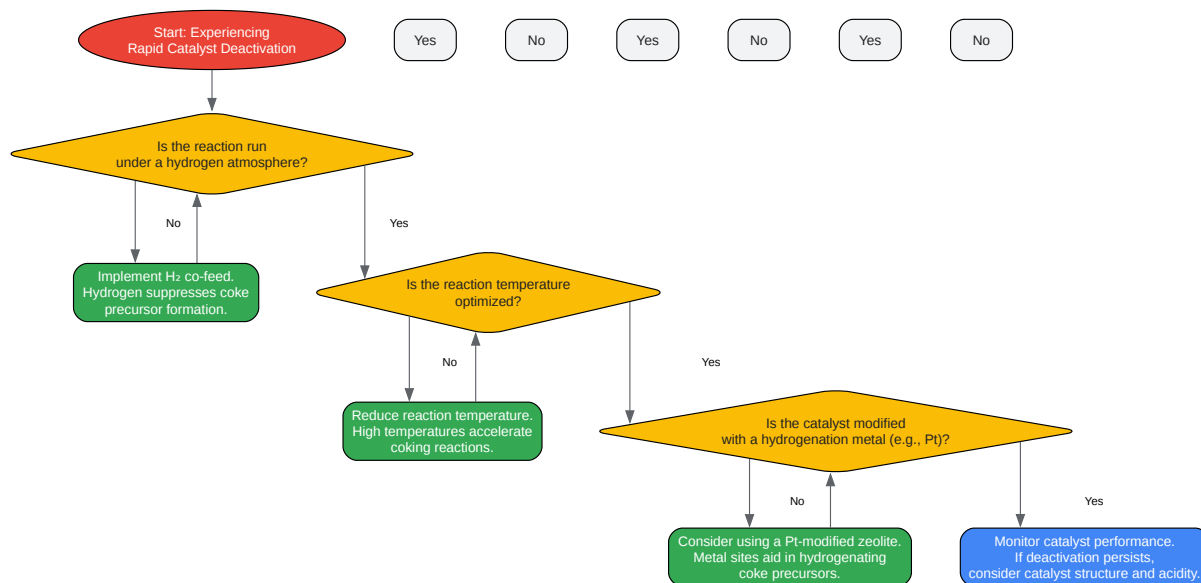 Start: Experiencing
Rapid Catalyst Deactivation
Yes
No
Yes
No
Yes
No
Is the reaction run
under a hydrogen atmosphere?
No
Yes
Implement H₂ co-feed.
Hydrogen suppresses coke
precursor formation.
Is the reaction temperature
optimized?
No
Yes
Reduce reaction temperature.
High temperatures accelerate
coking reactions.
Is the catalyst modified
with a hydrogenation metal (e.g., Pt)?
No
Yes
Consider using a Pt-modified zeolite.
Metal sites aid in hydrogenating
coke precursors.
Monitor catalyst performance.
If deactivation persists,
consider catalyst structure and acidity.